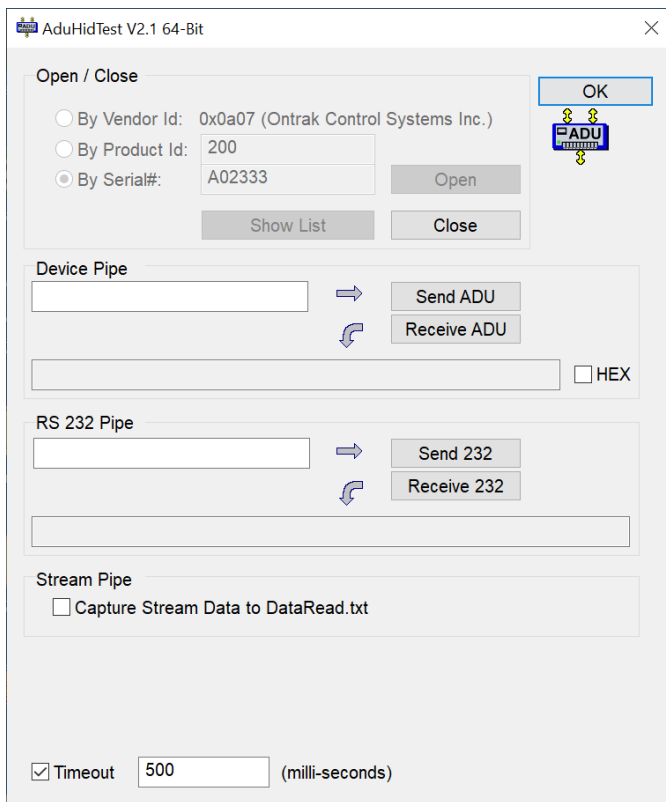 AduHidTest V2.1 64-Bit
Open / Close
OK
By Vendor Id: 0x0a07 (Ontrak Control Systems Inc.)
ADU
By Product Id: 200
By Serial#: A02333 Open
Show List Close
Device Pipe
Send ADU
Receive ADU
HEX
RS 232 Pipe
Send 232
Receive 232
Stream Pipe
Capture Stream Data to DataRead.txt
Timeout 500 (milli-seconds)